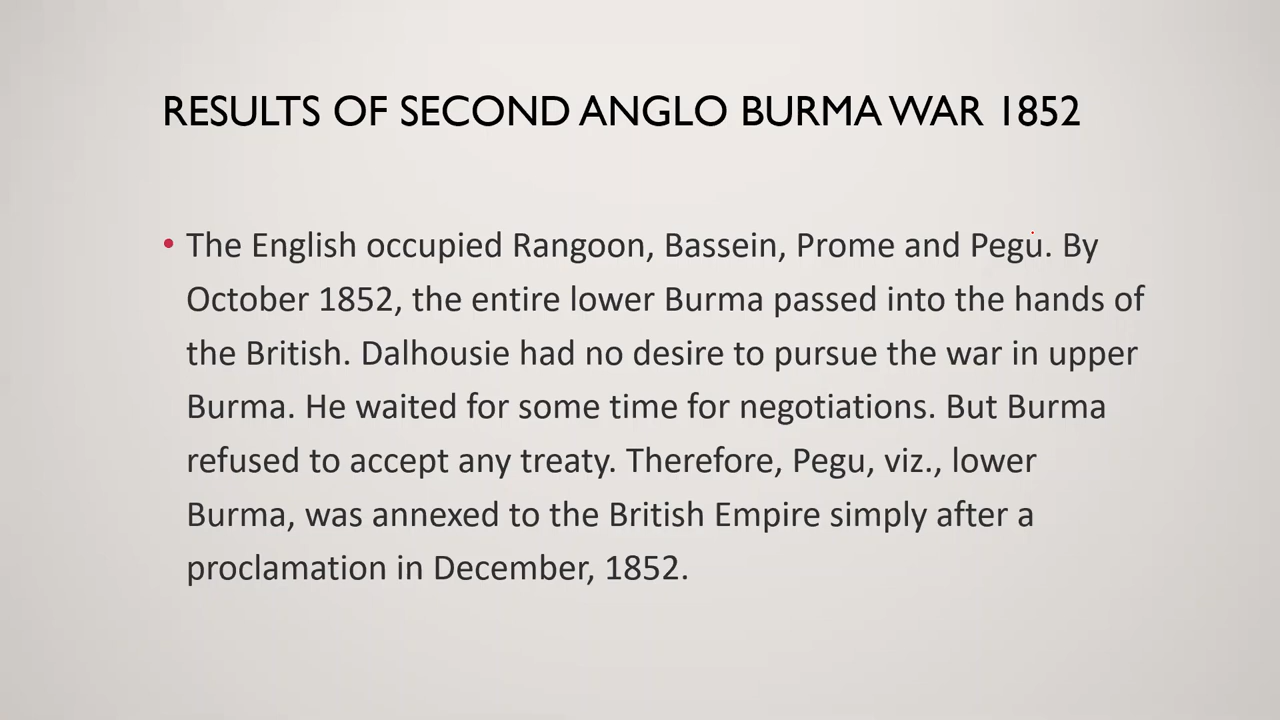 RESULTS OF SECOND ANGLO BURMA WAR 1852
• The English occupied Rangoon, Bassein, Prome and Pegu. By
October 1852, the entire lower Burma passed into the hands of
the British. Dalhousie had no desire to pursue the war in upper
Burma. He waited for some time for negotiations. But Burma
refused to accept any treaty. Therefore, Pegu, viz., lower
Burma, was annexed to the British Empire simply after a
proclamation in December, 1852.